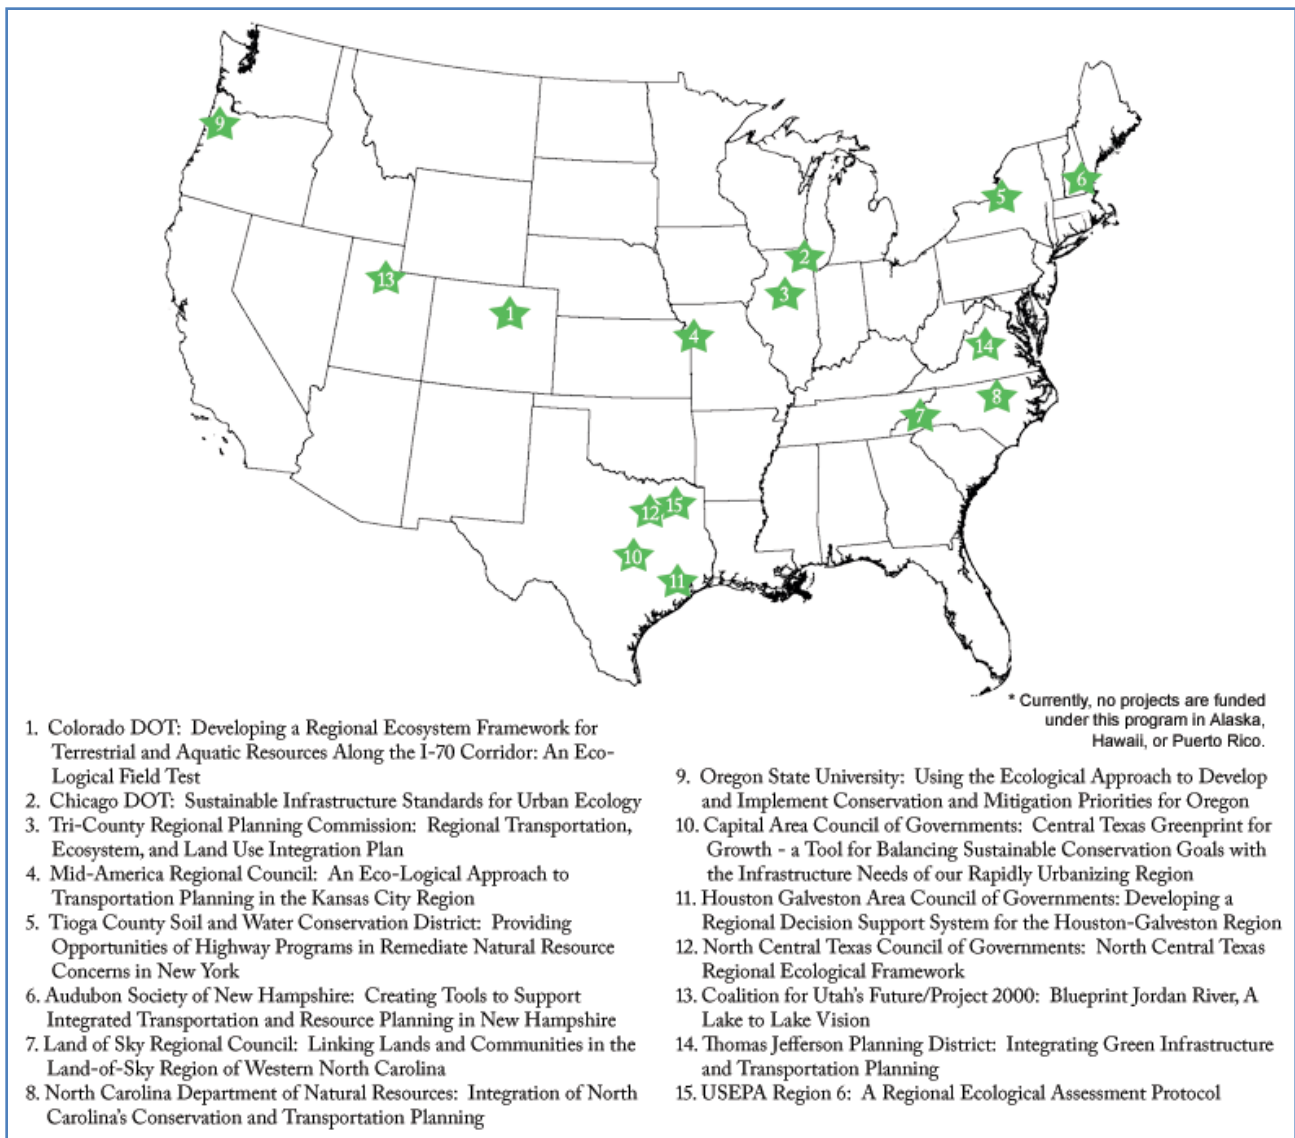 9
6
5
2
13
3
1
4
14
8
7
15
12
10
11
* Currently, no projects are funded
under this program in Alaska,
Hawaii, or Puerto Rico.
1. Colorado DOT: Developing a Regional Ecosystem Framework for
Terrestrial and Aquatic Resources Along the I-70 Corridor: An Eco-
Logical Field Test
2. Chicago DOT: Sustainable Infrastructure Standards for Urban Ecology
3. Tri-County Regional Planning Commission: Regional Transportation,
Ecosystem, and Land Use Integration Plan
4. Mid-America Regional Council: An Eco-Logical Approach to
Transportation Planning in the Kansas City Region
5. Tioga County Soil and Water Conservation District: Providing
Opportunities of Highway Programs in Remediate Natural Resource
Concerns in New York
6. Audubon Society of New Hampshire: Creating Tools to Support
Integrated Transportation and Resource Planning in New Hampshire
7. Land of Sky Regional Council: Linking Lands and Communities in the
Land-of-Sky Region of Western North Carolina
8. North Carolina Department of Natural Resources: Integration of North
Carolina's Conservation and Transportation Planning
9. Oregon State University: Using the Ecological Approach to Develop
and Implement Conservation and Mitigation Priorities for Oregon
10. Capital Area Council of Governments: Central Texas Greenprint for
Growth - a Tool for Balancing Sustainable Conservation Goals with
the Infrastructure Needs of our Rapidly Urbanizing Region
11. Houston Galveston Area Council of Governments: Developing a
Regional Decision Support System for the Houston-Galveston Region
12. North Central Texas Council of Governments: North Central Texas
Regional Ecological Framework
13. Coalition for Utah's Future/Project 2000: Blueprint Jordan River, A
Lake to Lake Vision
14. Thomas Jefferson Planning District: Integrating Green Infrastructure
and Transportation Planning
15. USEPA Region 6: A Regional Ecological Assessment Protocol